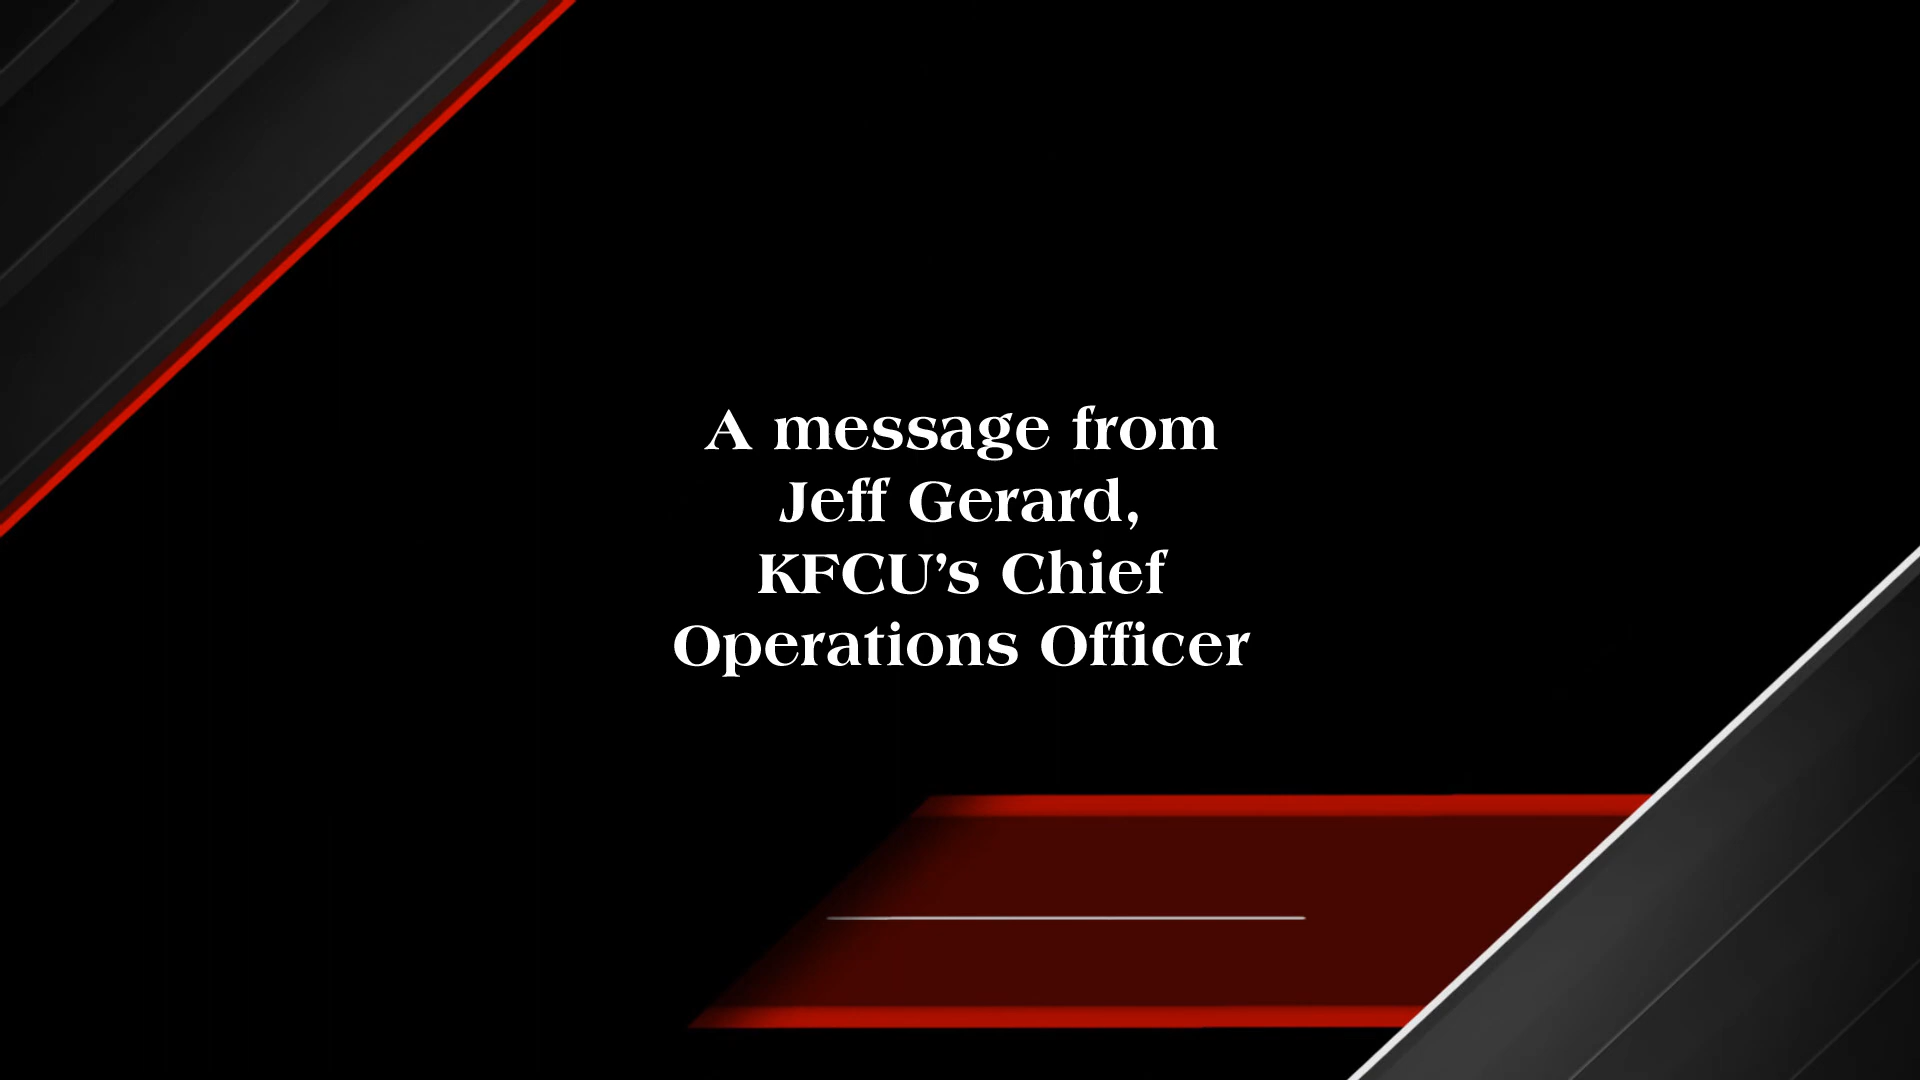 A message from
Jeff Gerard,
KFCU’s Chief
Operations Officer